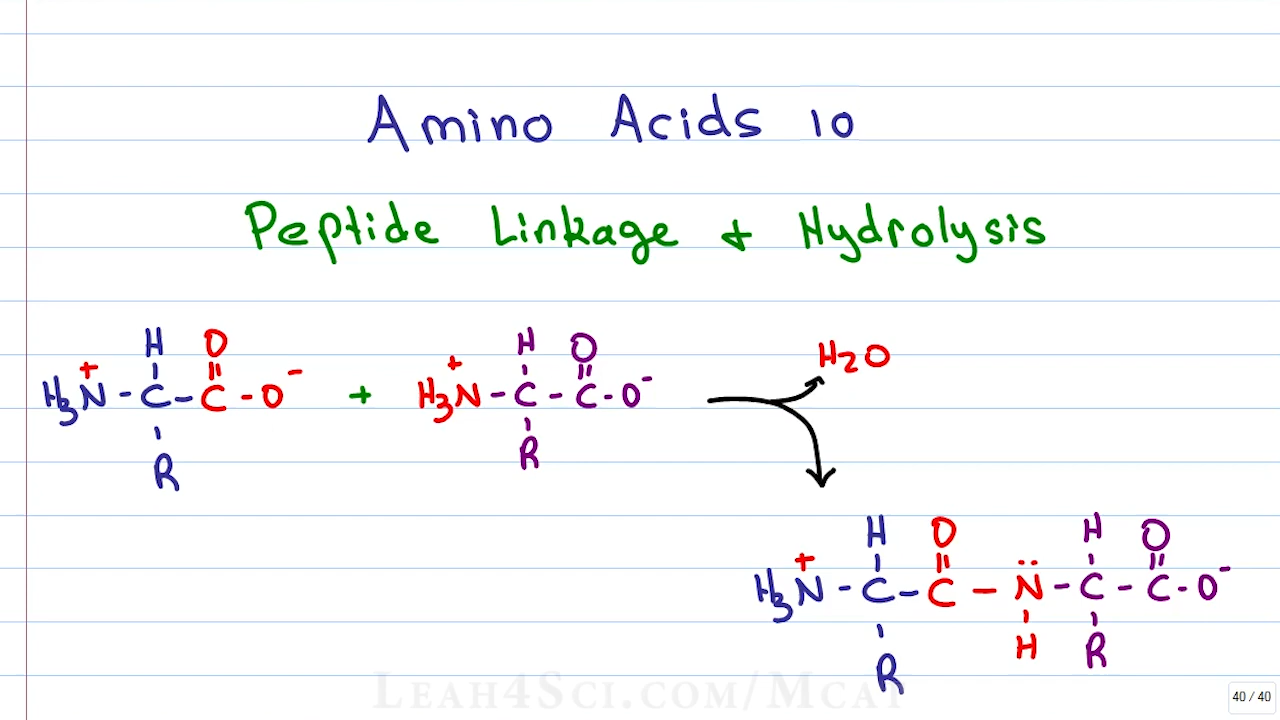 Amino Acids 10
Peptide Linkage + Hydrolysis
H O H O
H₃N⁺ - C - C - O⁻ + H₃N⁺ - C - C - O⁻ H₂O
R R
H O H O
H₃N⁺ - C - C - N̈ - C - C - O⁻
R H R
LEAH4SCI.COM/MCAT
40 / 40